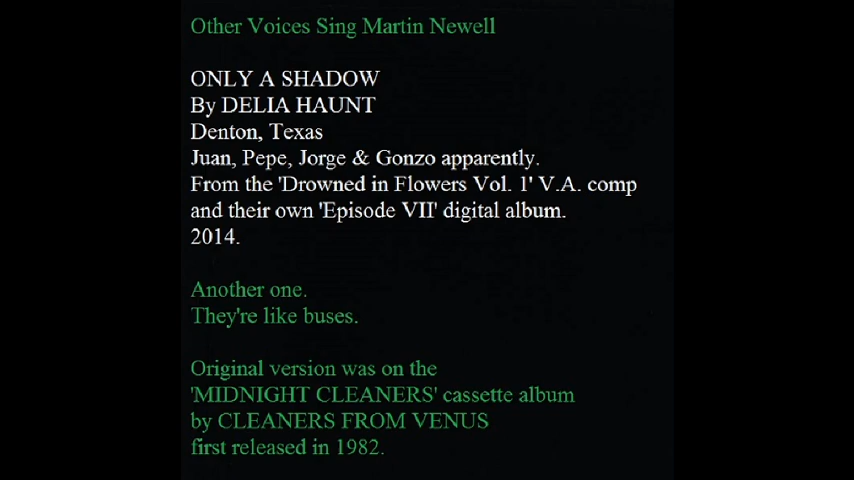 Other Voices Sing Martin Newell
ONLY A SHADOW
By DELIA HAUNT
Denton, Texas
Juan, Pepe, Jorge & Gonzo apparently.
From the 'Drowned in Flowers Vol. 1' V.A. comp
and their own 'Episode VII' digital album.
2014.
Another one.
They're like buses.
Original version was on the
'MIDNIGHT CLEANERS' cassette album
by CLEANERS FROM VENUS
first released in 1982.